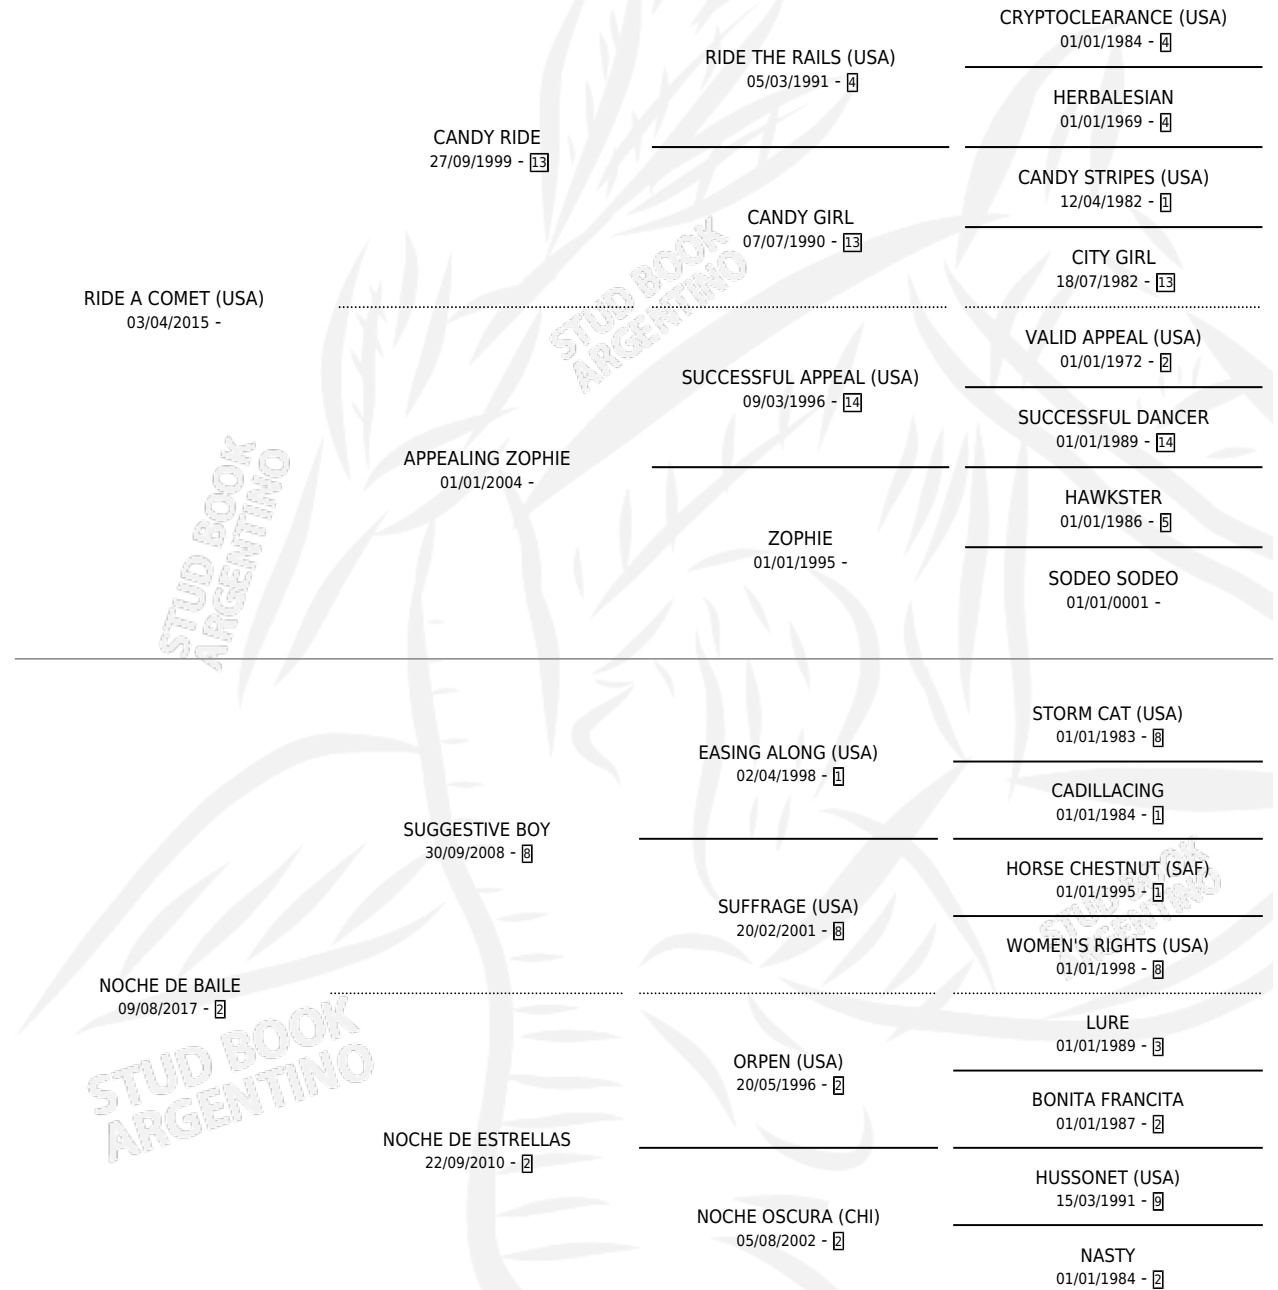 CRYPTOCLEARANCE (USA)
01/01/1984 - 4
RIDE THE RAILS (USA)
05/03/1991 - 4
HERBALESIAN
01/01/1969 - 4
CANDY RIDE
27/09/1999 - 13
CANDY STRIPES (USA)
12/04/1982 - 1
CANDY GIRL
07/07/1990 - 13
CITY GIRL
18/07/1982 - 13
RIDE A COMET (USA)
03/04/2015 -
VALID APPEAL (USA)
01/01/1972 - 2
SUCCESSFUL APPEAL (USA)
09/03/1996 - 14
SUCCESSFUL DANCER
01/01/1989 - 14
APPEALING ZOPHIE
01/01/2004 -
HAWKSTER
01/01/1986 - 5
ZOPHIE
01/01/1995 -
SODEO SODEO
01/01/0001 -
STORM CAT (USA)
01/01/1983 - 8
EASING ALONG (USA)
02/04/1998 - 1
CADILLACING
01/01/1984 - 1
SUGGESTIVE BOY
30/09/2008 - 8
HORSE CHESTNUT (SAF)
01/01/1995 - 1
SUFFRAGE (USA)
20/02/2001 - 8
WOMEN'S RIGHTS (USA)
01/01/1998 - 8
NOCHE DE BAILE
09/08/2017 - 2
LURE
01/01/1989 - 3
ORPEN (USA)
20/05/1996 - 2
BONITA FRANCITA
01/01/1987 - 2
NOCHE DE ESTRELLAS
22/09/2010 - 2
HUSSONET (USA)
15/03/1991 - 9
NOCHE OSCURA (CHI)
05/08/2002 - 2
NASTY
01/01/1984 - 2
STUD BOOK
ARGENTINO
STUD BOOK
ARGENTINO
STUD BOOK
ARGENTINO
STUD BOOK
ARGENTINO